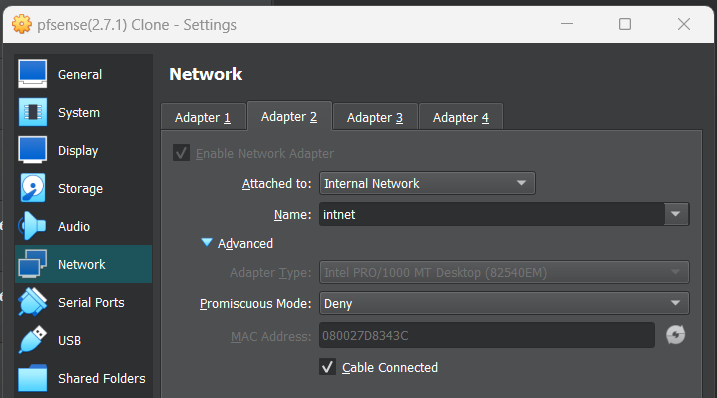 pfsense(2.7.1) Clone - Settings
General
System
Display
Storage
Audio
Network
Serial Ports
USB
Shared Folders
Network
Adapter 1
Adapter 2
Adapter 3
Adapter 4
Enable Network Adapter
Attached to: Internal Network
Name: intnet
Advanced
Adapter Type: Intel PRO/1000 MT Desktop (82540EM)
Promiscuous Mode: Deny
MAC Address: 080027D8343C
Cable Connected